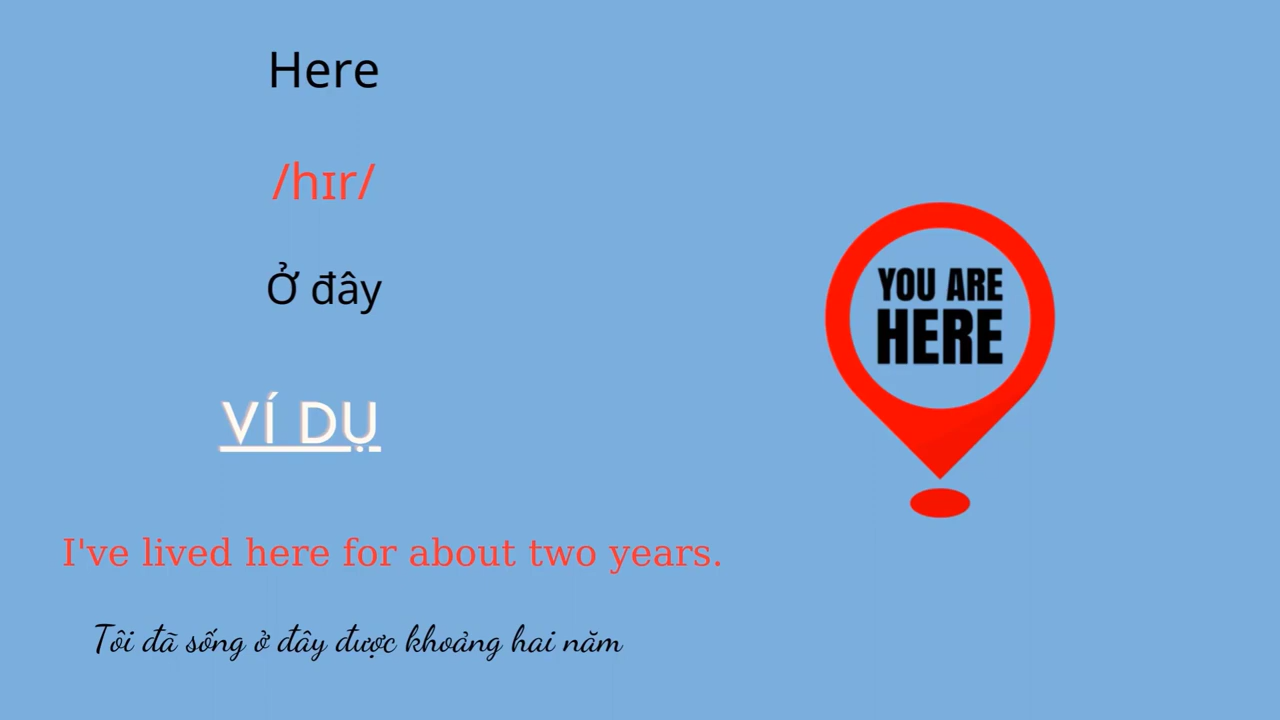 Here
/hɪr/
Ở đây
VÍ DỤ
I've lived here for about two years.
Tôi đã sống ở đây được khoảng hai năm
YOU ARE
HERE